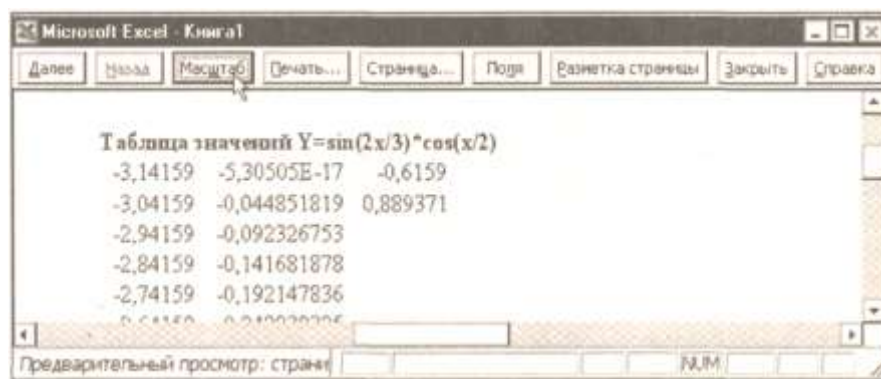 Microsoft Excel - Книга1
Далее Назад Масштаб Печать... Страница... Поля Разметка страницы Закрыть Справка
Таблица значений Y=sin(2x/3)*cos(x/2)
-3,14159 -5,30505E-17 -0,6159
-3,04159 -0,044851819 0,889371
-2,94159 -0,092326753
-2,84159 -0,141681878
-2,74159 -0,192147836
Предварительный просмотр: NUM